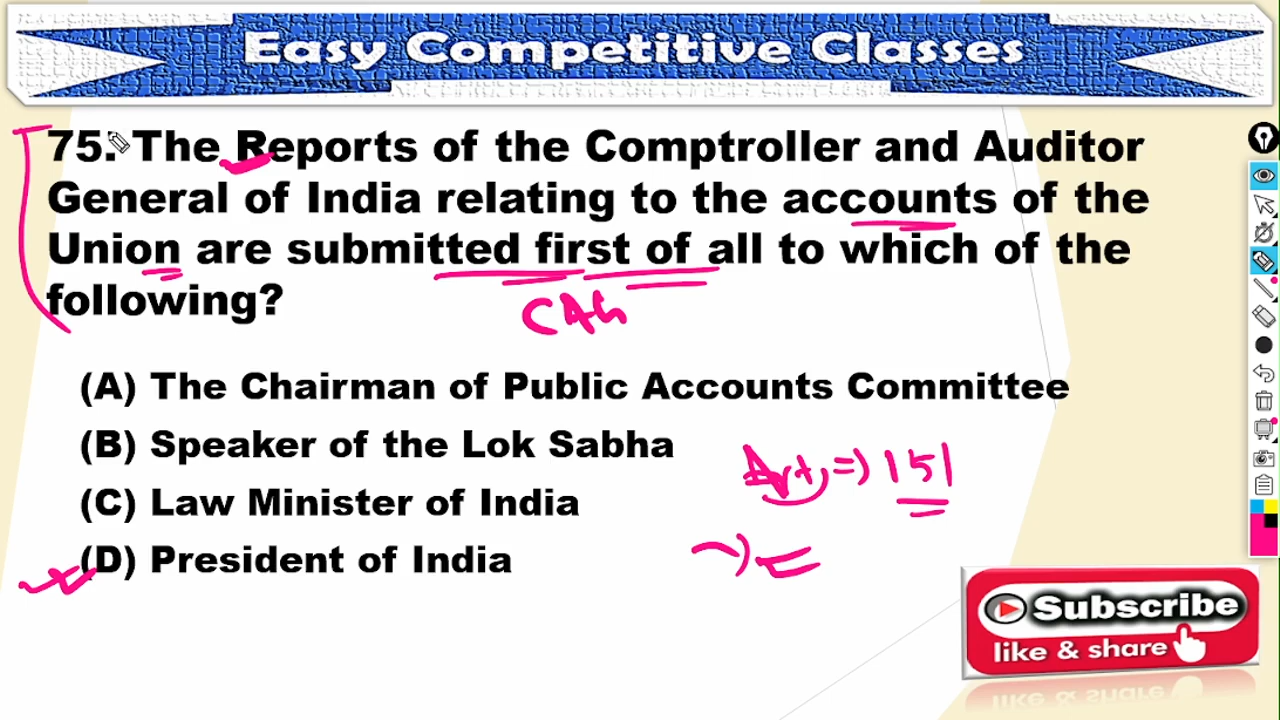 Easy Competitive Classes
75. The Reports of the Comptroller and Auditor
General of India relating to the accounts of the
Union are submitted first of all to which of the
following?
CAG
(A) The Chairman of Public Accounts Committee
(B) Speaker of the Lok Sabha
Art => 151
(C) Law Minister of India
(D) President of India
Subscribe
like & share